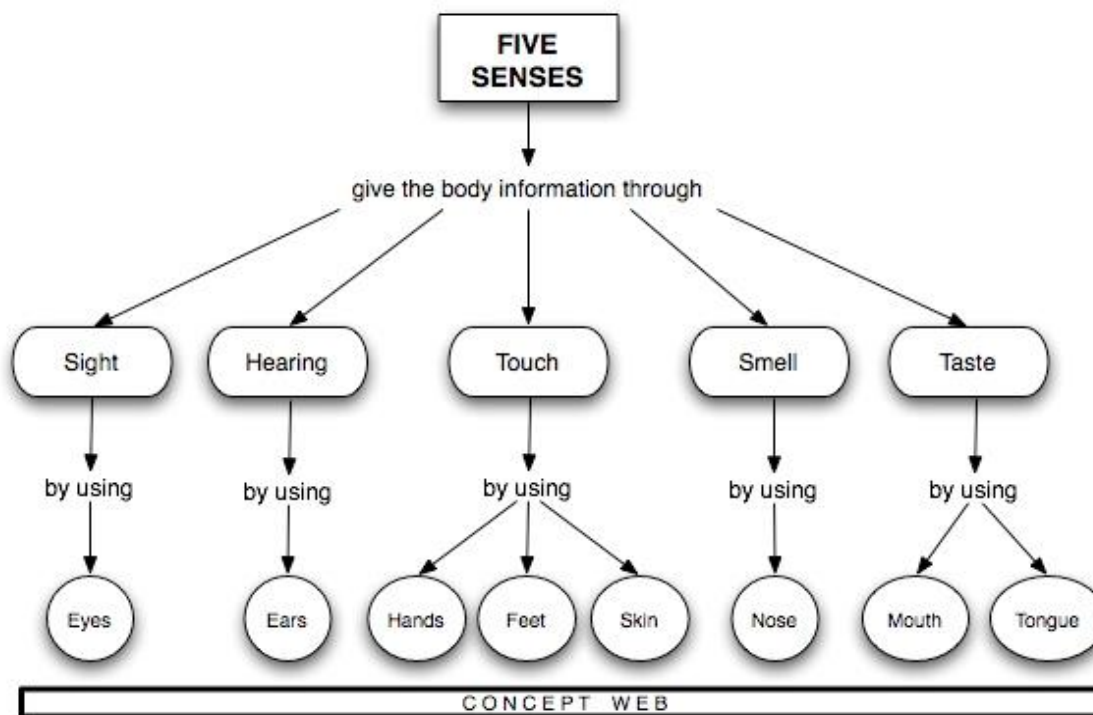 FIVE
SENSES
give the body information through
Sight
Hearing
Touch
Smell
Taste
by using
by using
by using
by using
by using
Eyes
Ears
Hands
Feet
Skin
Nose
Mouth
Tongue
CONCEPT WEB